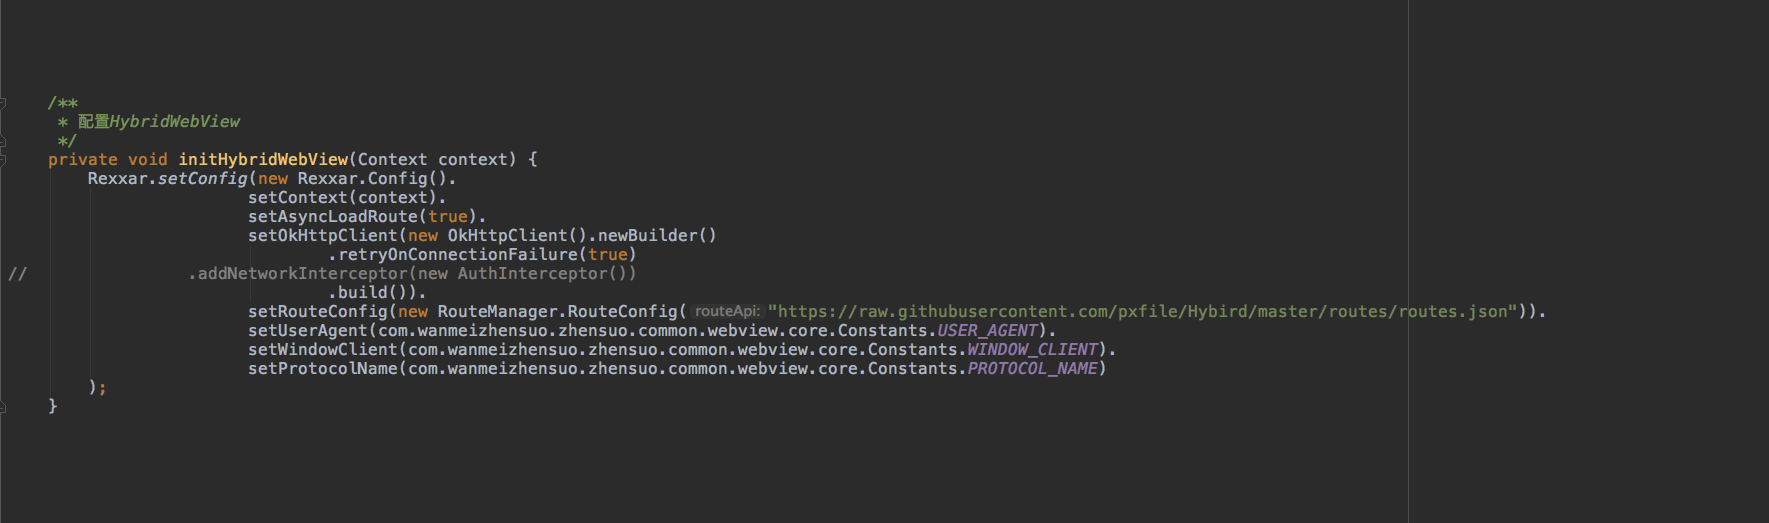 /**
 * 配置HybridWebView
 */
private void initHybridWebView(Context context) {
    Rexxar.setConfig(new Rexxar.Config().
                    setContext(context).
                    setAsyncLoadRoute(true).
                    setOkHttpClient(new OkHttpClient().newBuilder()
                            .retryOnConnectionFailure(true)
//                .addNetworkInterceptor(new AuthInterceptor())
                            .build()).
                    setRouteConfig(new RouteManager.RouteConfig( routeApi: "https://raw.githubusercontent.com/pxfile/Hybird/master/routes/routes.json")).
                    setUserAgent(com.wanmeizhensuo.zhensuo.common.webview.core.Constants.USER_AGENT).
                    setWindowClient(com.wanmeizhensuo.zhensuo.common.webview.core.Constants.WINDOW_CLIENT).
                    setProtocolName(com.wanmeizhensuo.zhensuo.common.webview.core.Constants.PROTOCOL_NAME)
    );
}